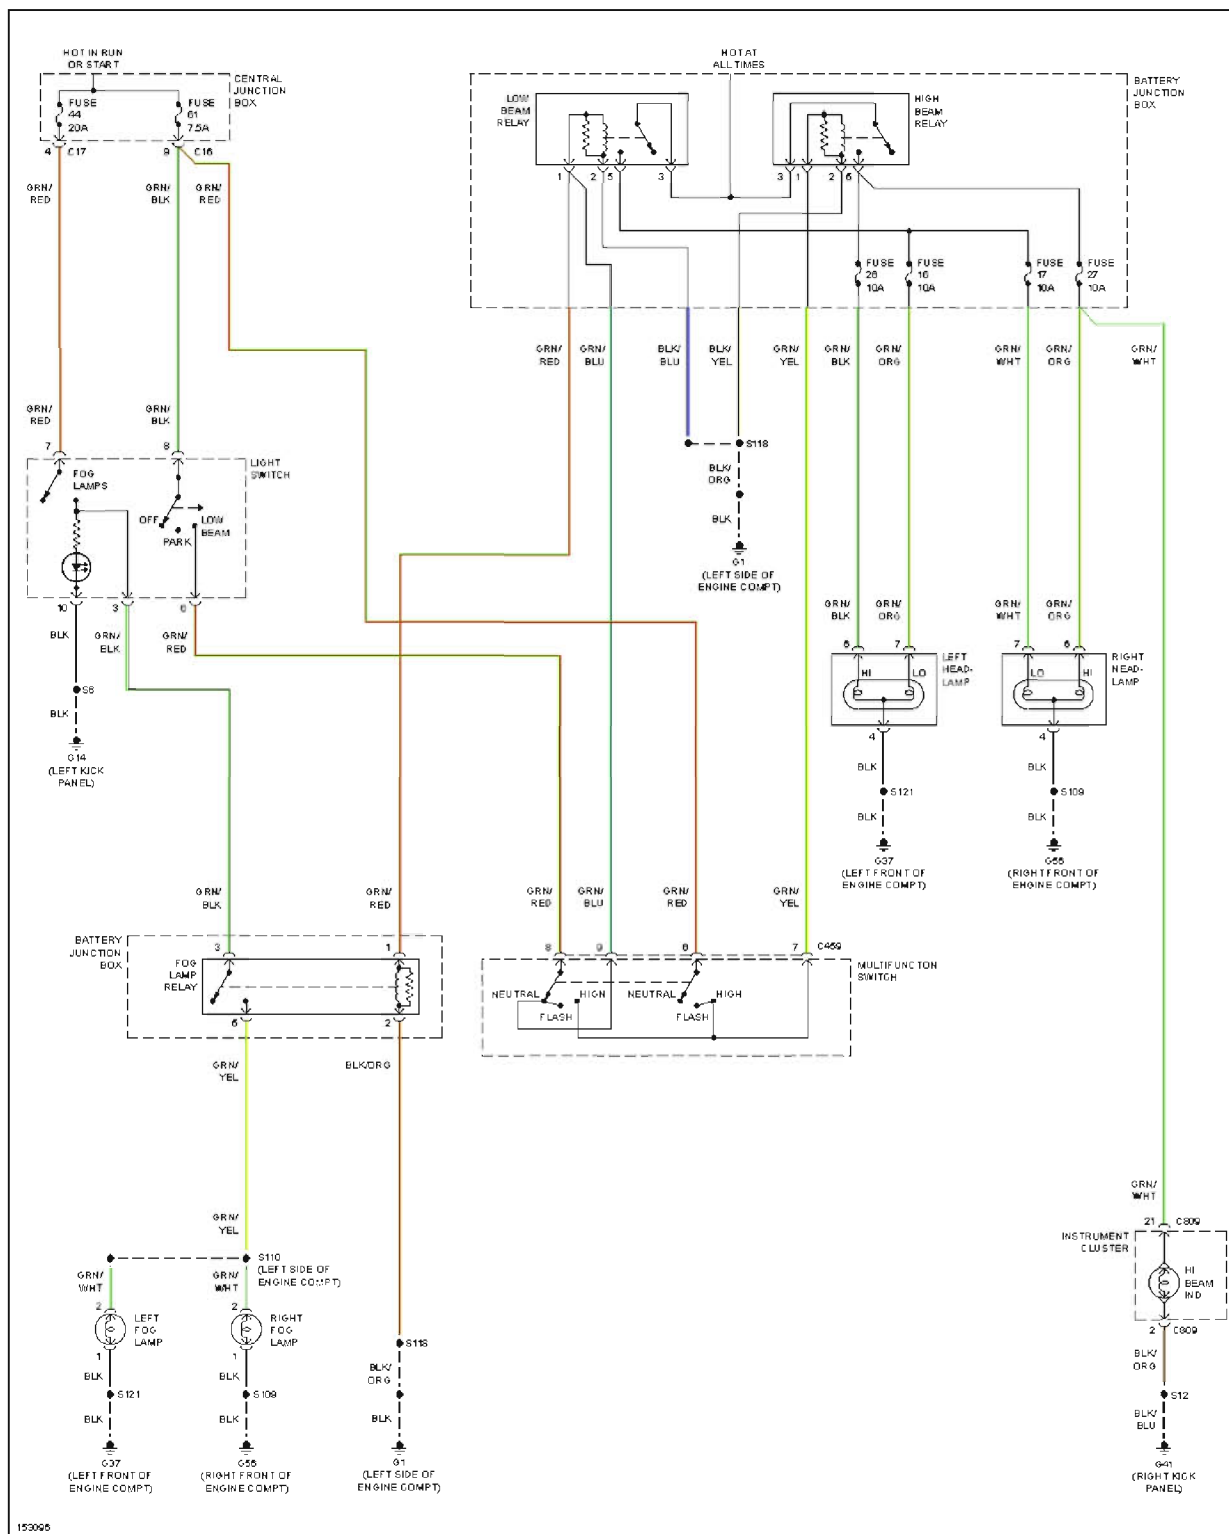 HOT IN RUN
OR START
CENTRAL
JUNCTION
BOX
FUSE
44
20A
FUSE
61
7.5A
4
C17
9
C16
GRN/
RED
GRN/
BLK
GRN/
RED
HOT AT
ALL TIMES
BATTERY
JUNCTION
BOX
LOW
BEAM
RELAY
HIGH
BEAM
RELAY
1
2
5
3
3
1
2
5
FUSE
26
10A
FUSE
16
10A
FUSE
17
10A
FUSE
27
10A
GRN/
RED
GRN/
BLU
BLK/
BLU
BLK/
YEL
GRN/
YEL
GRN/
BLK
GRN/
ORG
GRN/
WHT
GRN/
ORG
GRN/
WHT
GRN/
RED
GRN/
BLK
7
8
LIGHT
SWITCH
FOG
LAMPS
OFF
PARK
LOW
BEAM
10
3
6
BLK
GRN/
BLK
GRN/
RED
S6
BLK
G14
(LEFT KICK
PANEL)
S118
BLK/
ORG
BLK
G1
(LEFT SIDE OF
ENGINE COMPT)
GRN/
BLK
GRN/
ORG
GRN/
WHT
GRN/
ORG
6
7
LEFT
HEAD-
LAMP
HI
LO
4
BLK
S121
BLK
G37
(LEFT FRONT OF
ENGIHE COMPT)
7
6
RIGHT
HEAD-
LAMP
LO
HI
4
BLK
S109
BLK
G55
(RIGHT FRONT OF
ENGINE COMPT)
GRN/
BLK
GRN/
RED
GRN/
RED
GRN/
BLU
GRN/
RED
GRN/
YEL
BATTERY
JUNCTION
BOX
3
1
FOG
LAMP
RELAY
5
2
8
9
6
7
C459
MULTIFUNCTON
SWITCH
NEUTRAL
HIGN
FLASH
NEUTRAL
HIGH
FLASH
GRN/
YEL
BLK/ORG
GRN/
YEL
S110
(LEFT SIDE OF
ENGINE COMPT)
GRN/
WHT
GRN/
WHT
2
LEFT
FOG
LAMP
1
2
RIGHT
FOG
LAMP
1
BLK
S121
BLK
G37
(LEFT FRONT OF
ENGINE COMPT)
BLK
S109
BLK
G55
(RIGHT FRONT OF
ENGINE COMPT)
S118
BLK/
ORG
BLK
G1
(LEFT SIDE OF
ENGINE COMPT)
GRN/
WHT
21
C809
INSTRUMENT
CLUSTER
HI
BEAM
IND
2
C809
BLK/
ORG
S12
BLK/
BLU
G41
(RIGHT KICK
PANEL)
153095